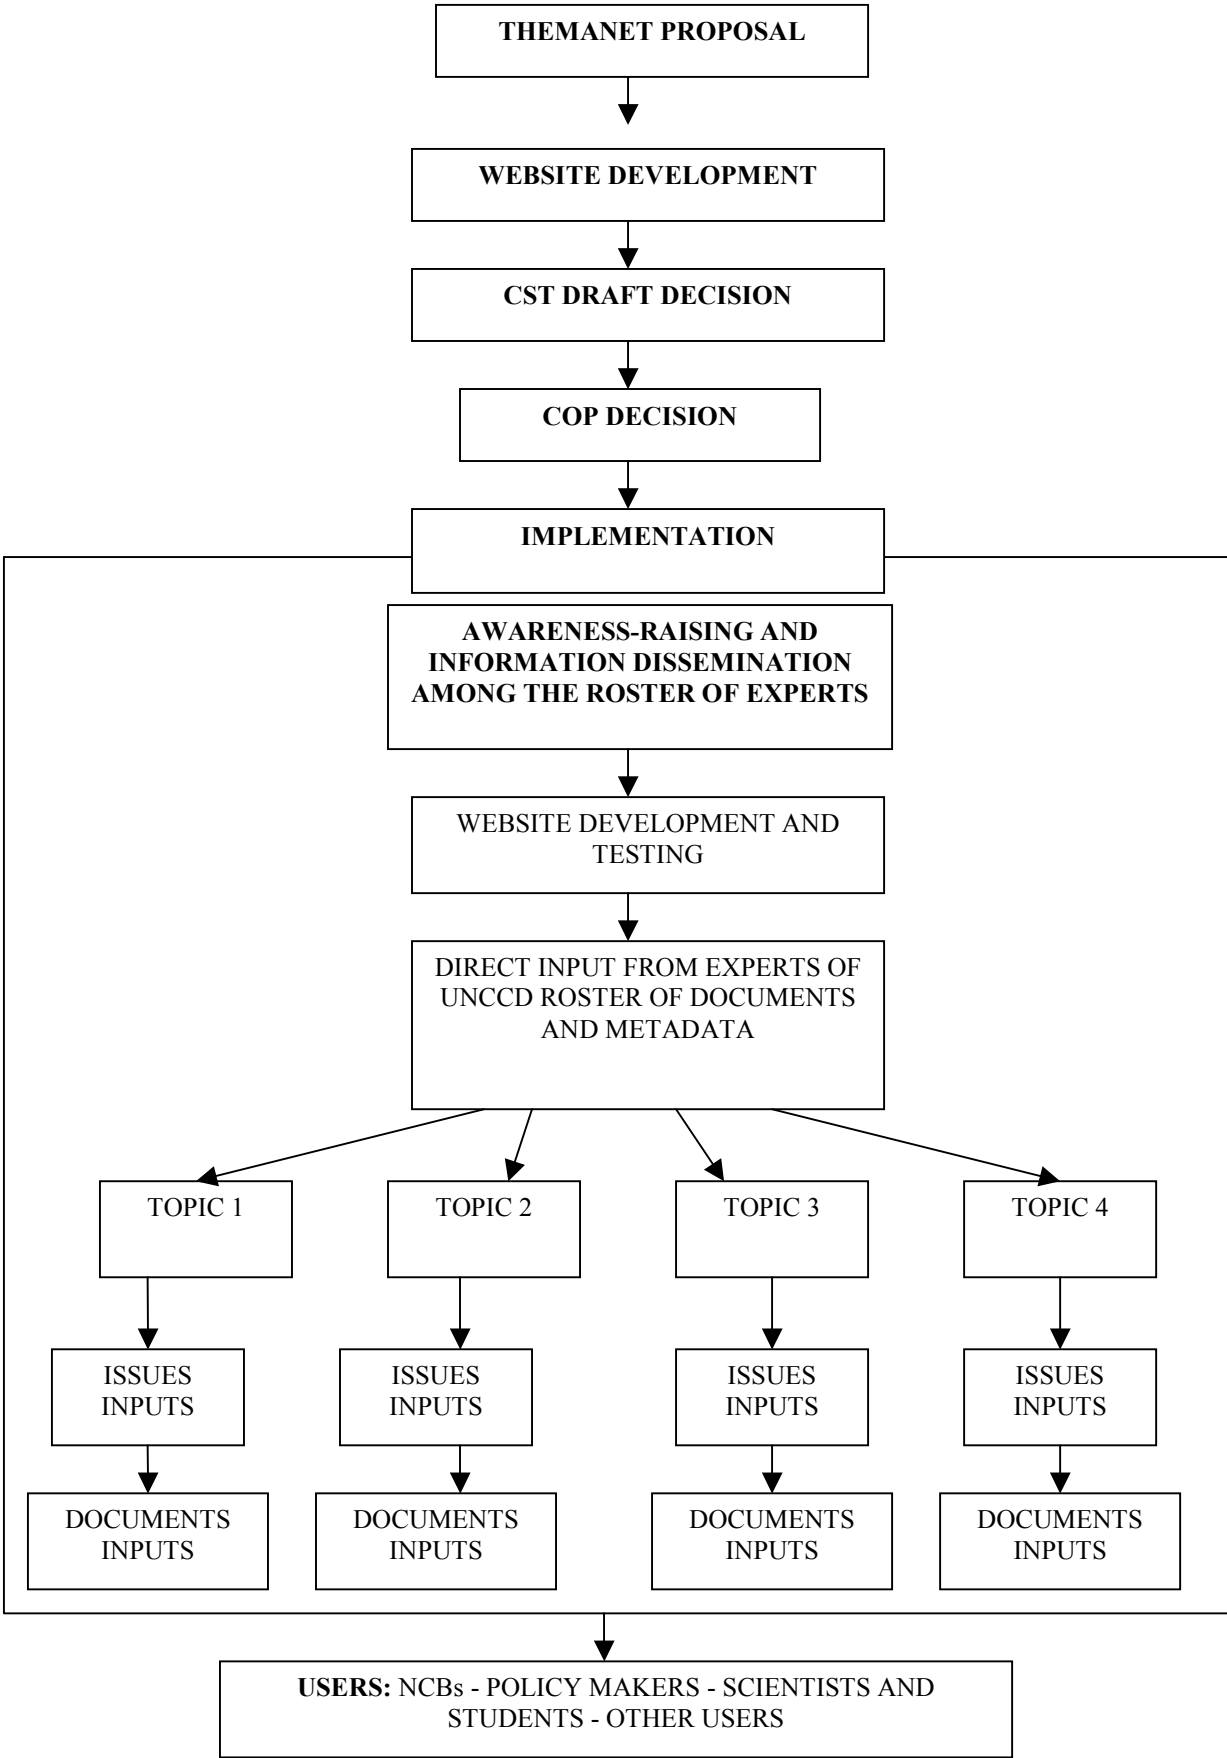 THEMANET PROPOSAL
WEBSITE DEVELOPMENT
CST DRAFT DECISION
COP DECISION
IMPLEMENTATION
AWARENESS-RAISING AND
INFORMATION DISSEMINATION
AMONG THE ROSTER OF EXPERTS
WEBSITE DEVELOPMENT AND
TESTING
DIRECT INPUT FROM EXPERTS OF
UNCCD ROSTER OF DOCUMENTS
AND METADATA
TOPIC 1
TOPIC 2
TOPIC 3
TOPIC 4
ISSUES
INPUTS
ISSUES
INPUTS
ISSUES
INPUTS
ISSUES
INPUTS
DOCUMENTS
INPUTS
DOCUMENTS
INPUTS
DOCUMENTS
INPUTS
DOCUMENTS
INPUTS
USERS: NCBs - POLICY MAKERS - SCIENTISTS AND
STUDENTS - OTHER USERS